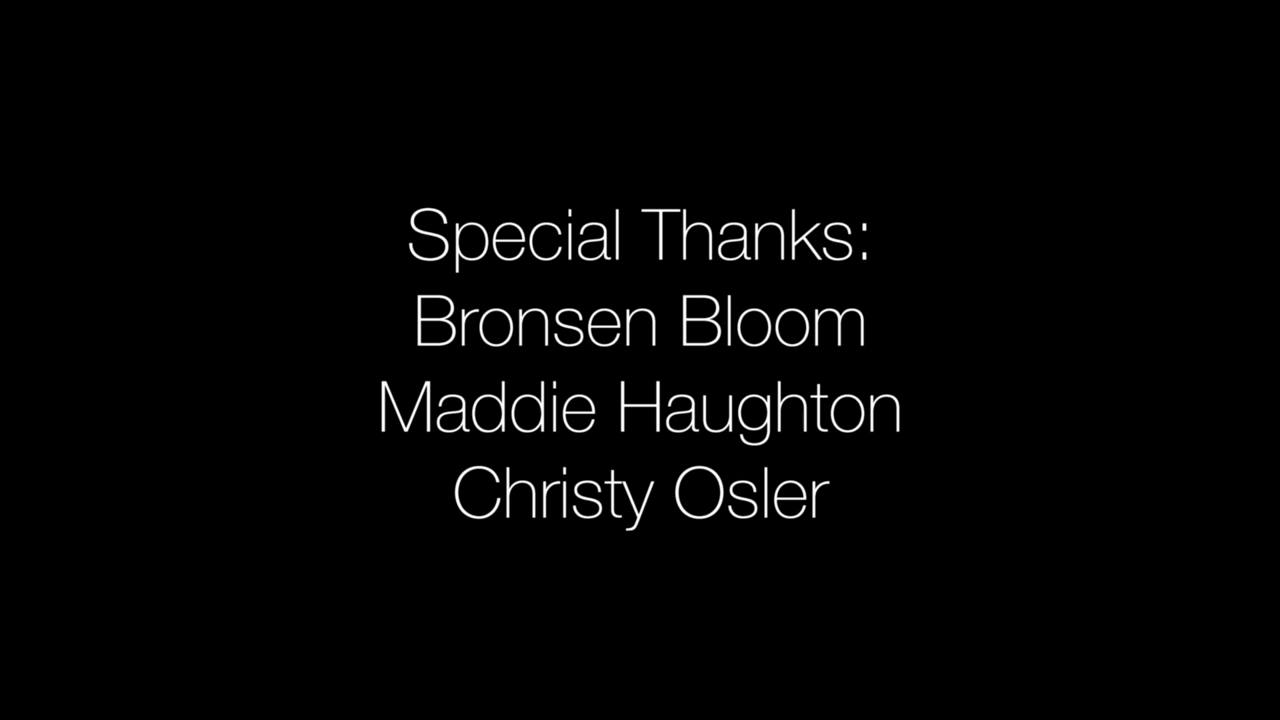 Special Thanks:
Bronsen Bloom
Maddie Haughton
Christy Osler